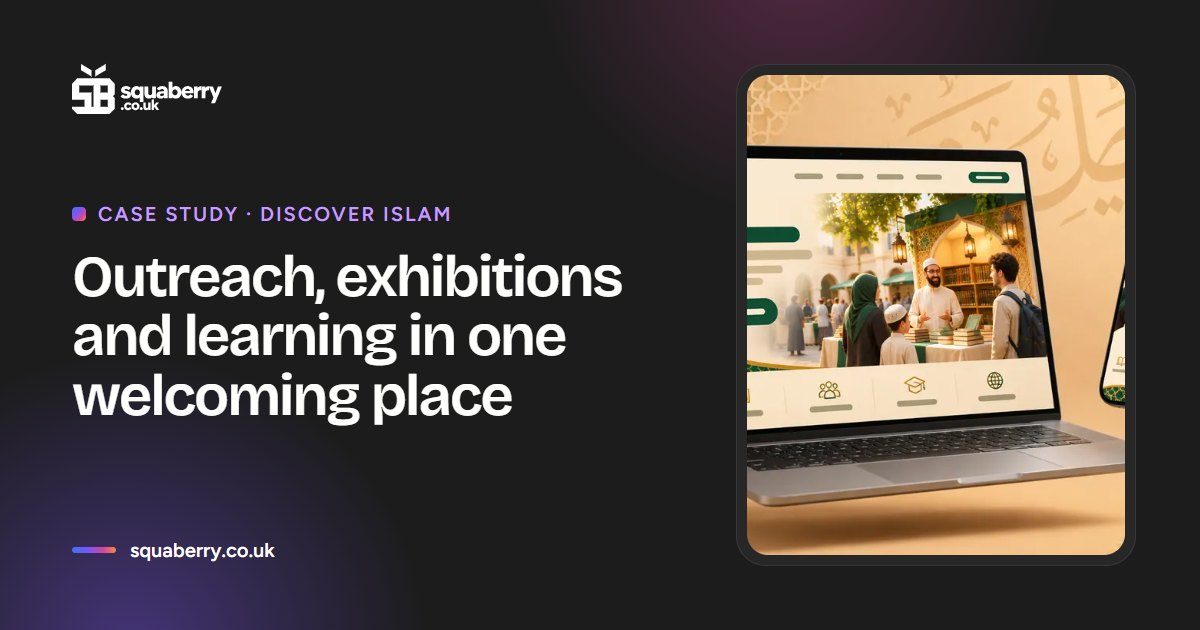 squaberry
.co.uk
CASE STUDY · DISCOVER ISLAM
Outreach, exhibitions
and learning in one
welcoming place
squaberry.co.uk